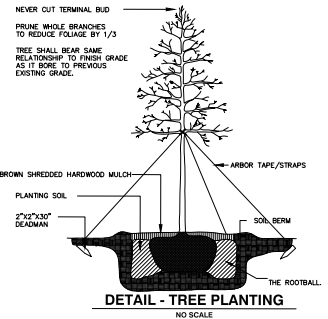 NEVER CUT TERMINAL BUD
PRUNE WHOLE BRANCHES
TO REDUCE FOLIAGE BY 1/3
TREE SHALL BEAR SAME
RELATIONSHIP TO FINISH GRADE
AS IT BORE TO PREVIOUS
EXISTING GRADE.
ARBOR TAPE/STRAPS
BROWN SHREDDED HARDWOOD MULCH
PLANTING SOIL
2"X2"X30"
DEADMAN
SOIL BERM
THE ROOTBALL.
DETAIL - TREE PLANTING
NO SCALE